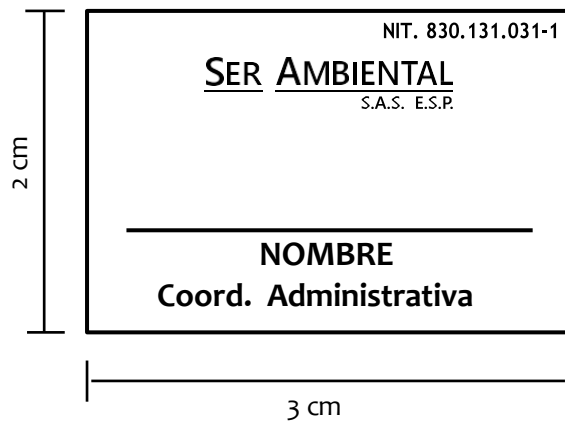 NIT. 830.131.031-1
SER AMBIENTAL
S.A.S. E.S.P.
2 cm
NOMBRE
Coord. Administrativa
3 cm